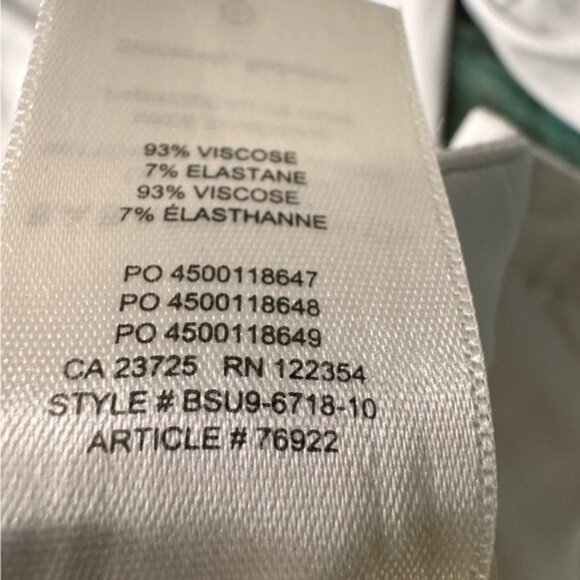 93% VISCOSE
7% ELASTANE
93% VISCOSE
7% ÉLASTHANNE
PO 4500118647
PO 4500118648
PO 4500118649
CA 23725 RN 122354
STYLE # BSU9-6718-10
ARTICLE # 76922